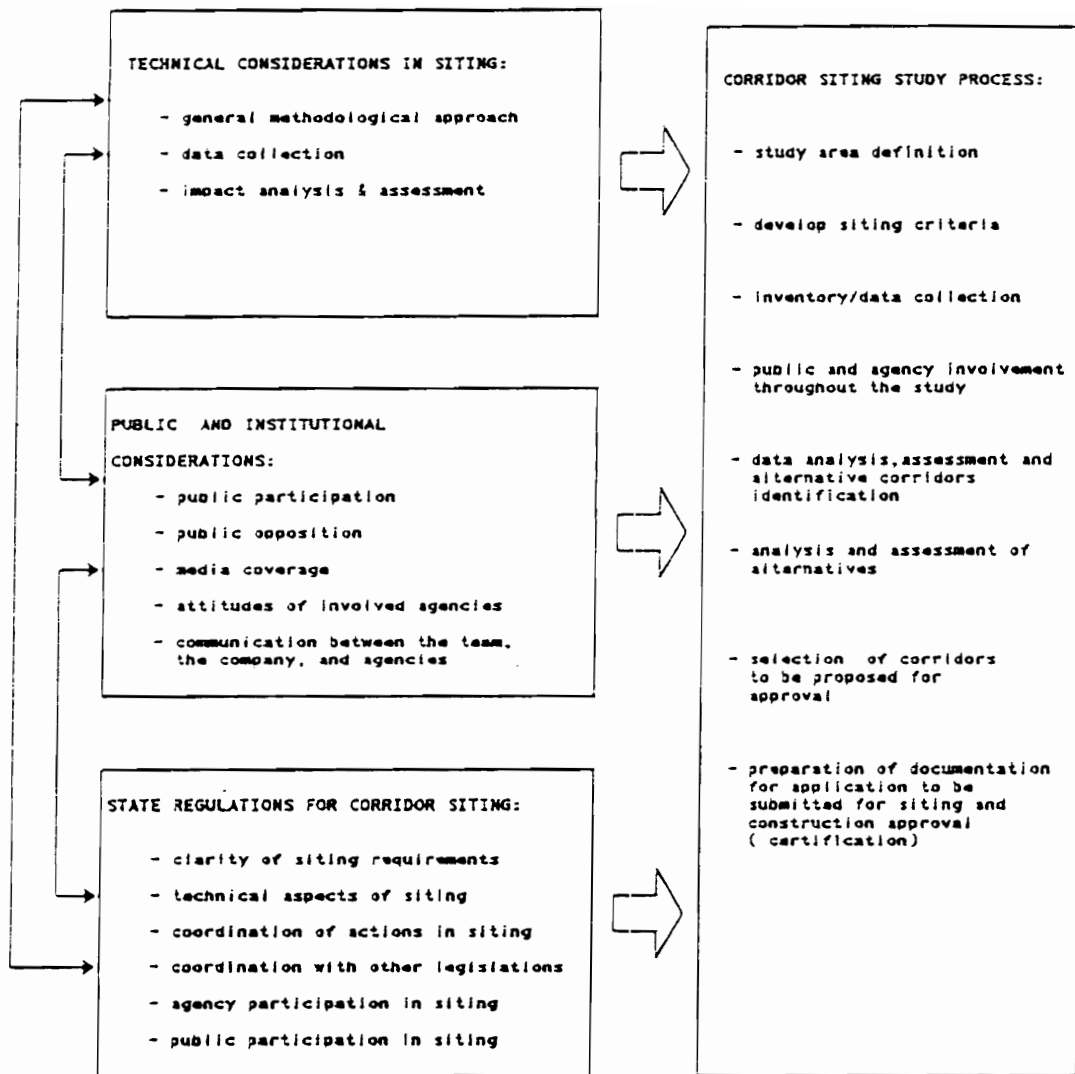 TECHNICAL CONSIDERATIONS IN SITING:
- general methodological approach
- data collection
- impact analysis & assessment
PUBLIC AND INSTITUTIONAL
CONSIDERATIONS:
- public participation
- public opposition
- media coverage
- attitudes of involved agencies
- communication between the team,
the company, and agencies
STATE REGULATIONS FOR CORRIDOR SITING:
- clarity of siting requirements
- technical aspects of siting
- coordination of actions in siting
- coordination with other legislations
- agency participation in siting
- public participation in siting
CORRIDOR SITING STUDY PROCESS:
- study area definition
- develop siting criteria
- inventory/data collection
- public and agency involvement
throughout the study
- data analysis,assessment and
alternative corridors
identification
- analysis and assessment of
alternatives
- selection of corridors
to be proposed for
approval
- preparation of documentation
for application to be
submitted for siting and
construction approval
( certification)